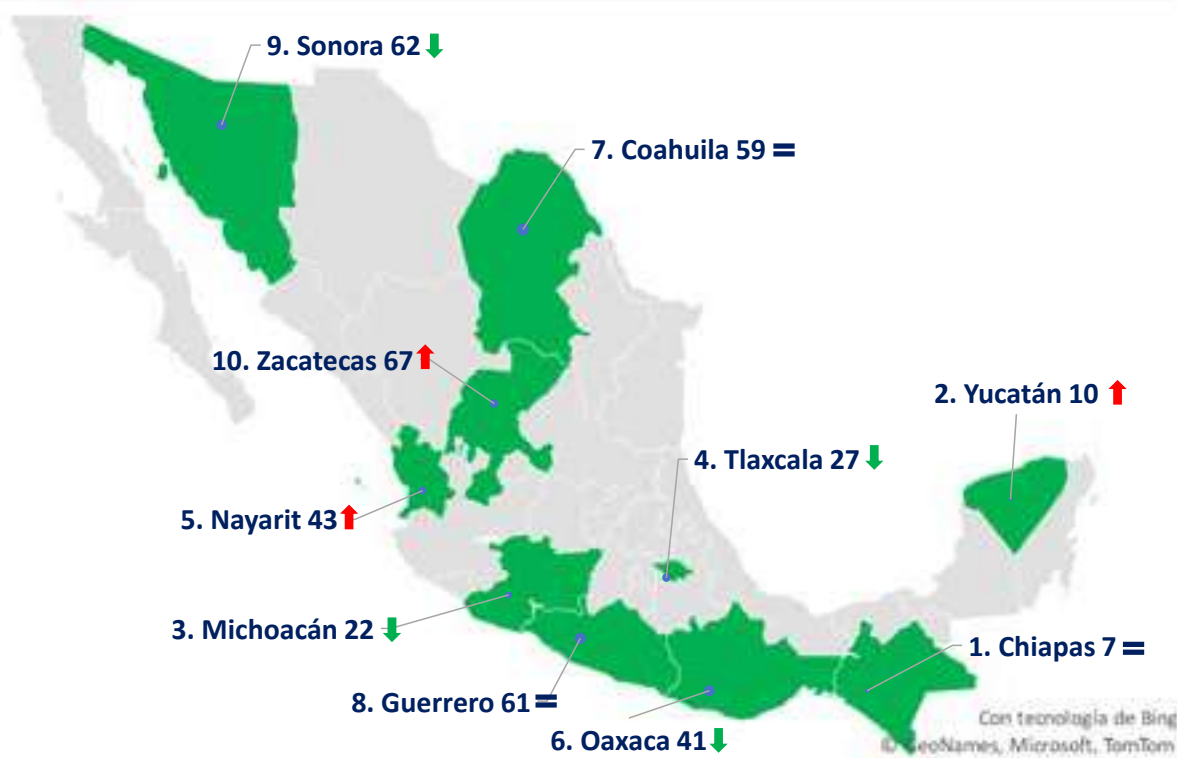 9. Sonora 62
7. Coahuila 59 =
10. Zacatecas 67
2. Yucatán 10
4. Tlaxcala 27
5. Nayarit 43
3. Michoacán 22
1. Chiapas 7 =
8. Guerrero 61 =
6. Oaxaca 41
Con tecnología de Bing
© GeoNames, Microsoft, TomTom